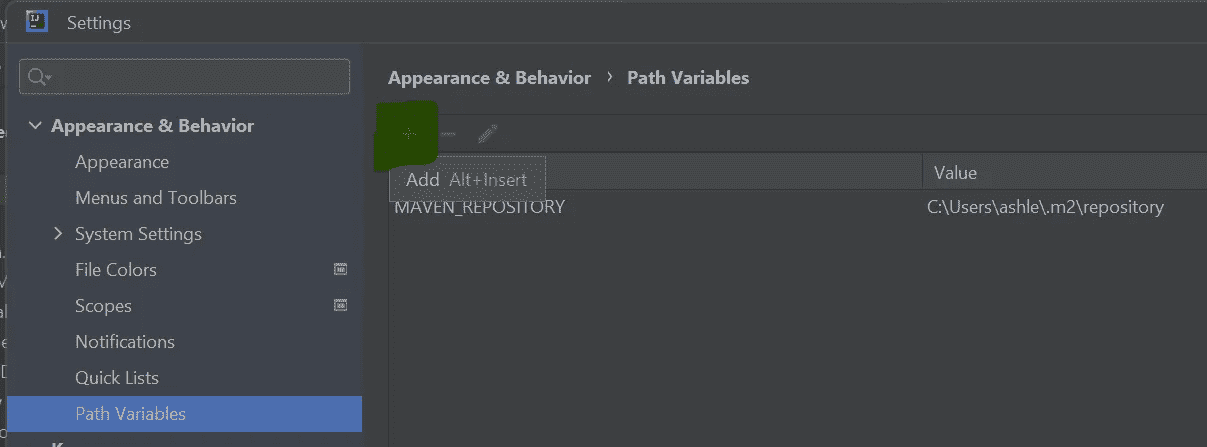 IJ
Settings
Appearance & Behavior › Path Variables
Appearance & Behavior
Appearance
Menus and Toolbars
System Settings
File Colors
Scopes
Notifications
Quick Lists
Path Variables
Add Alt+Insert
Value
MAVEN_REPOSITORY C:\Users\ashle\.m2\repository